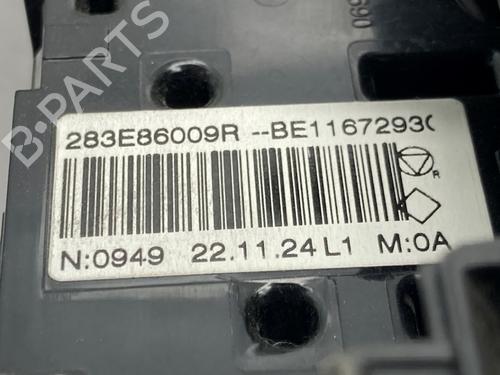 283E86009R --BE1167293
N:0949 22.11.24 L1 M:0A
R
B-PARTS